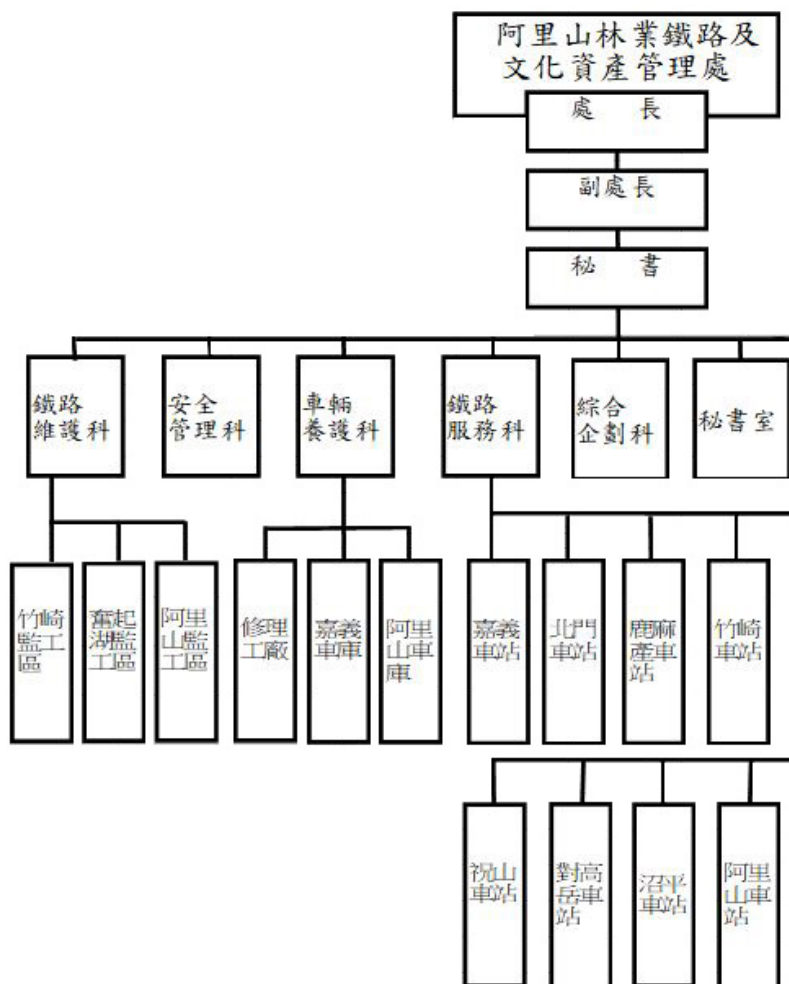 阿里山林業鐵路及
文化資產管理處
處 長
副處長
秘 書
鐵路
維護科
安全
管理科
車輛
養護科
鐵路
服務科
綜合
企劃科
秘書室
竹崎
監工
區
奮起
湖監
工區
阿里
山監
工區
修理
工廠
嘉義
車庫
阿里
山車
庫
嘉義
車站
北門
車站
鹿麻
產車
站
竹崎
車站
祝山
車站
對高
岳車
站
沼平
車站
阿里
山車
站